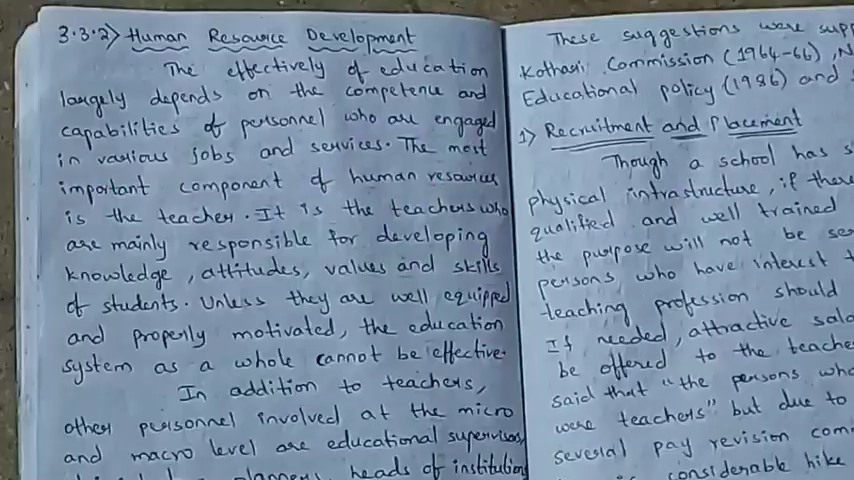 3.3.2) Human Resource Development
The effectively of education
largely depends on the competence and
capabilities of personnel who are engaged
in various jobs and services. The most
important component of human resources
is the teacher. It is the teachers who
are mainly responsible for developing
knowledge, attitudes, values and skills
of students. Unless they are well equipped
and properly motivated, the education
system as a whole cannot be effective.
In addition to teachers,
other personnel involved at the micro
and macro level are educational supervisors,
planners, heads of institutions
These suggestions were supp
Kothari Commission (1964-66), N
Educational policy (1986) and
1) Recruitment and Placement
Though a school has s
physical intrastructure, if there
qualified and well trained
the purpose will not be se
persons who have interest t
teaching profession should
If needed, attractive sala
be offered to the teache
said that "the persons who
were teachers" but due to
several pay revision com
considerable hike